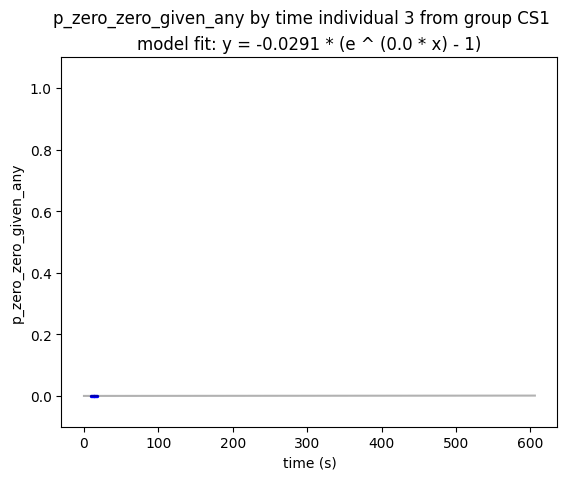 p_zero_zero_given_any by time individual 3 from group CS1
model fit: y = -0.0291 * (e ^ (0.0 * x) - 1)
1.0
0.8
0.6
0.4
0.2
0.0
p_zero_zero_given_any
0 100 200 300 400 500 600
time (s)